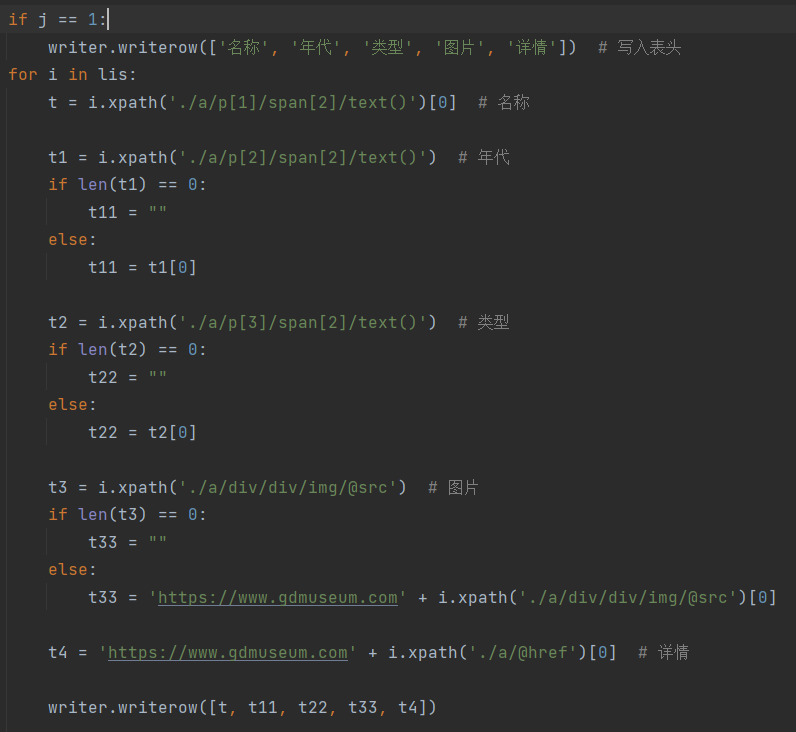 if j == 1:
writer.writerow(['名称', '年代', '类型', '图片', '详情'])  # 写入表头
for i in lis:
t = i.xpath('./a/p[1]/span[2]/text()')[0]  # 名称
t1 = i.xpath('./a/p[2]/span[2]/text()')  # 年代
if len(t1) == 0:
t11 = ""
else:
t11 = t1[0]
t2 = i.xpath('./a/p[3]/span[2]/text()')  # 类型
if len(t2) == 0:
t22 = ""
else:
t22 = t2[0]
t3 = i.xpath('./a/div/div/img/@src')  # 图片
if len(t3) == 0:
t33 = ""
else:
t33 = 'https://www.gdmuseum.com' + i.xpath('./a/div/div/img/@src')[0]
t4 = 'https://www.gdmuseum.com' + i.xpath('./a/@href')[0]  # 详情
writer.writerow([t, t11, t22, t33, t4])